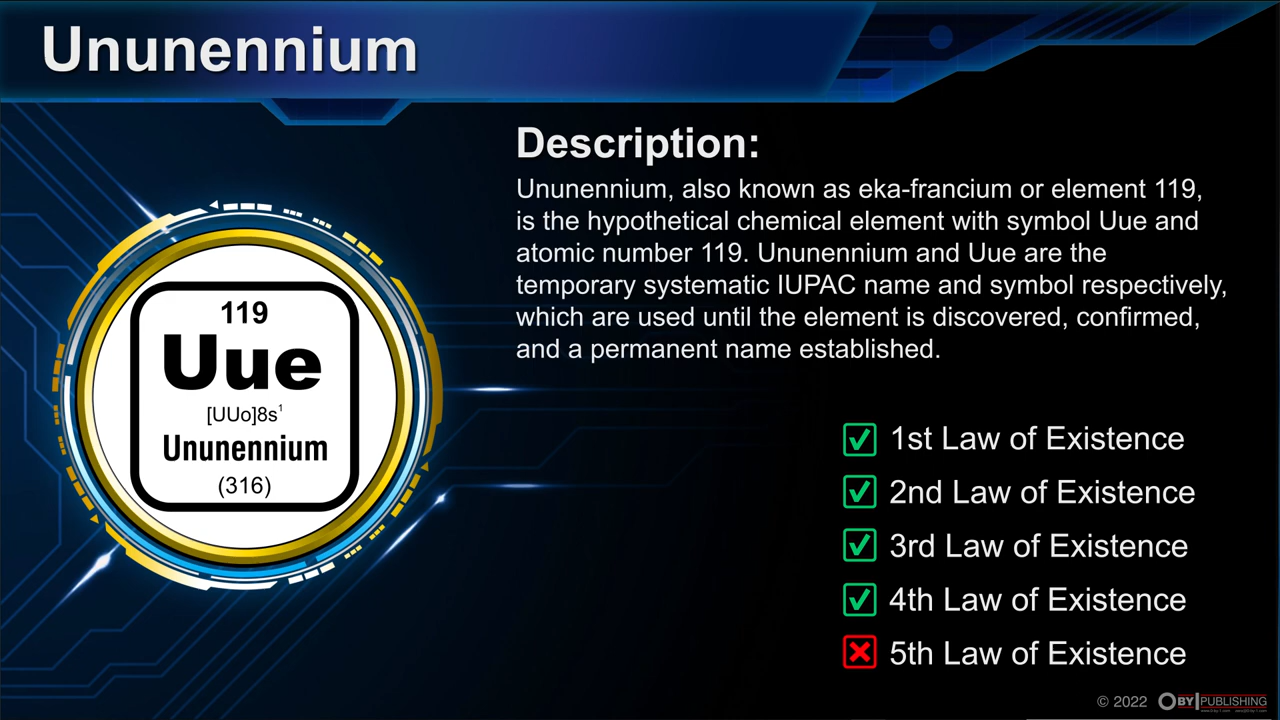 Ununennium
Description:
Ununennium, also known as eka-francium or element 119,
is the hypothetical chemical element with symbol Uue and
atomic number 119. Ununennium and Uue are the
temporary systematic IUPAC name and symbol respectively,
which are used until the element is discovered, confirmed,
and a permanent name established.
119
Uue
[UUo]8s¹
Ununennium
(316)
1st Law of Existence
2nd Law of Existence
3rd Law of Existence
4th Law of Existence
5th Law of Existence
© 2022 BY PUBLISHING